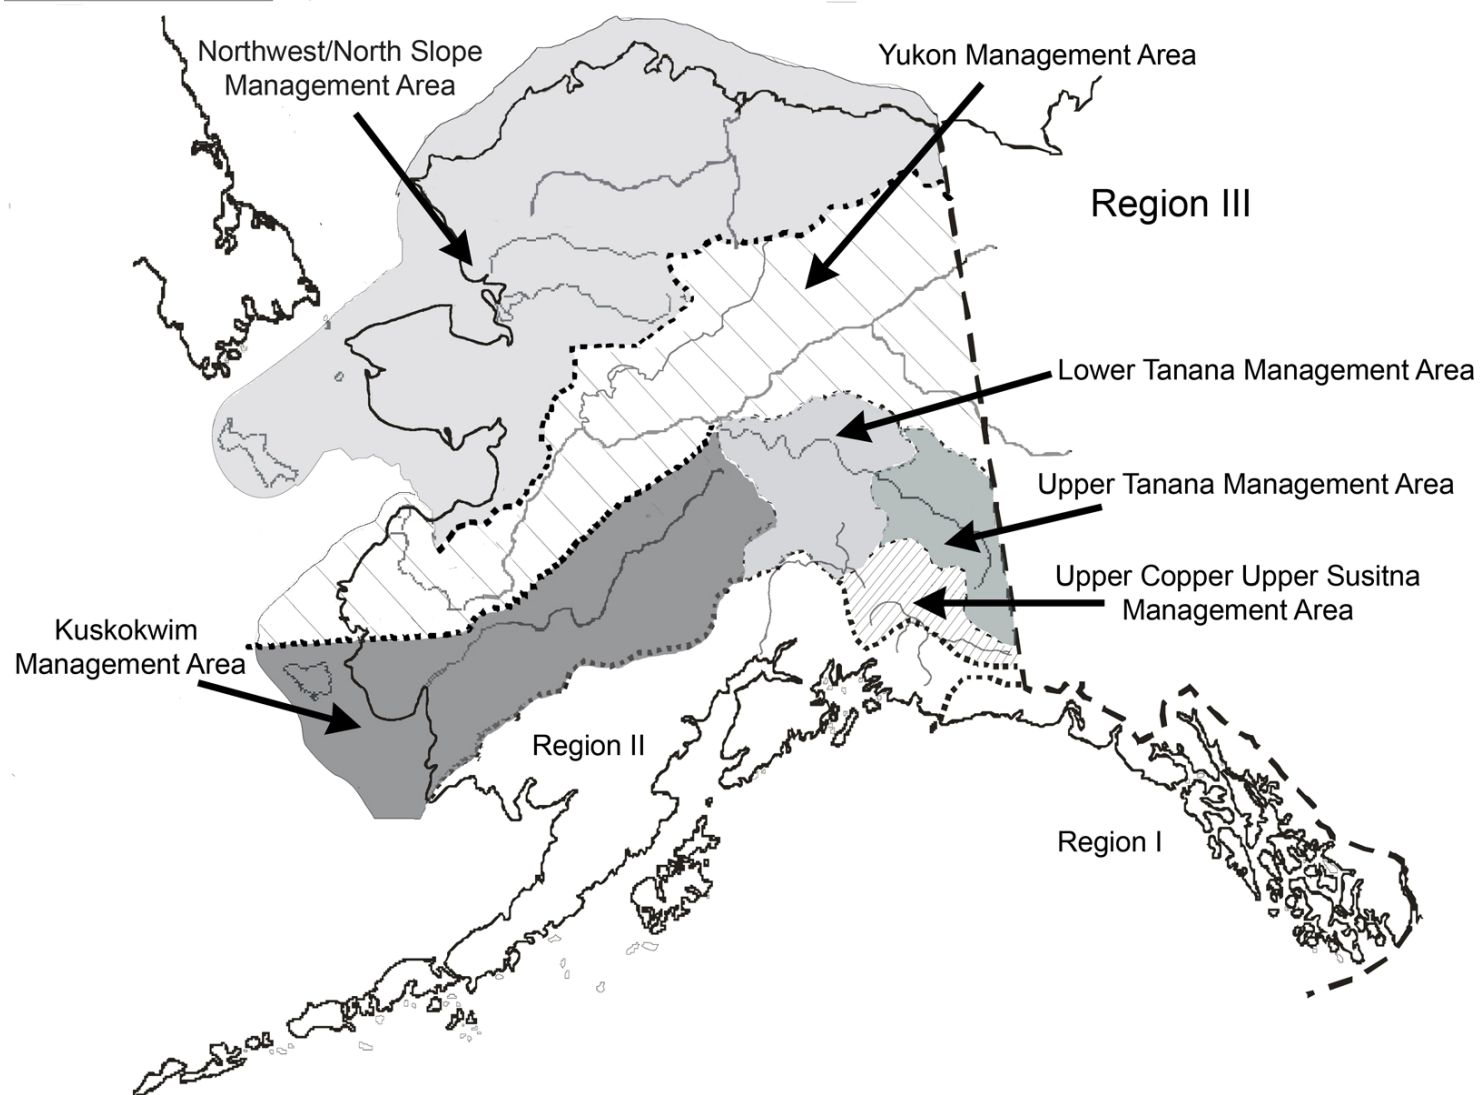 Northwest/North Slope
Management Area
Yukon Management Area
Region III
Lower Tanana Management Area
Upper Tanana Management Area
Upper Copper Upper Susitna
Management Area
Kuskokwim
Management Area
Region II
Region I